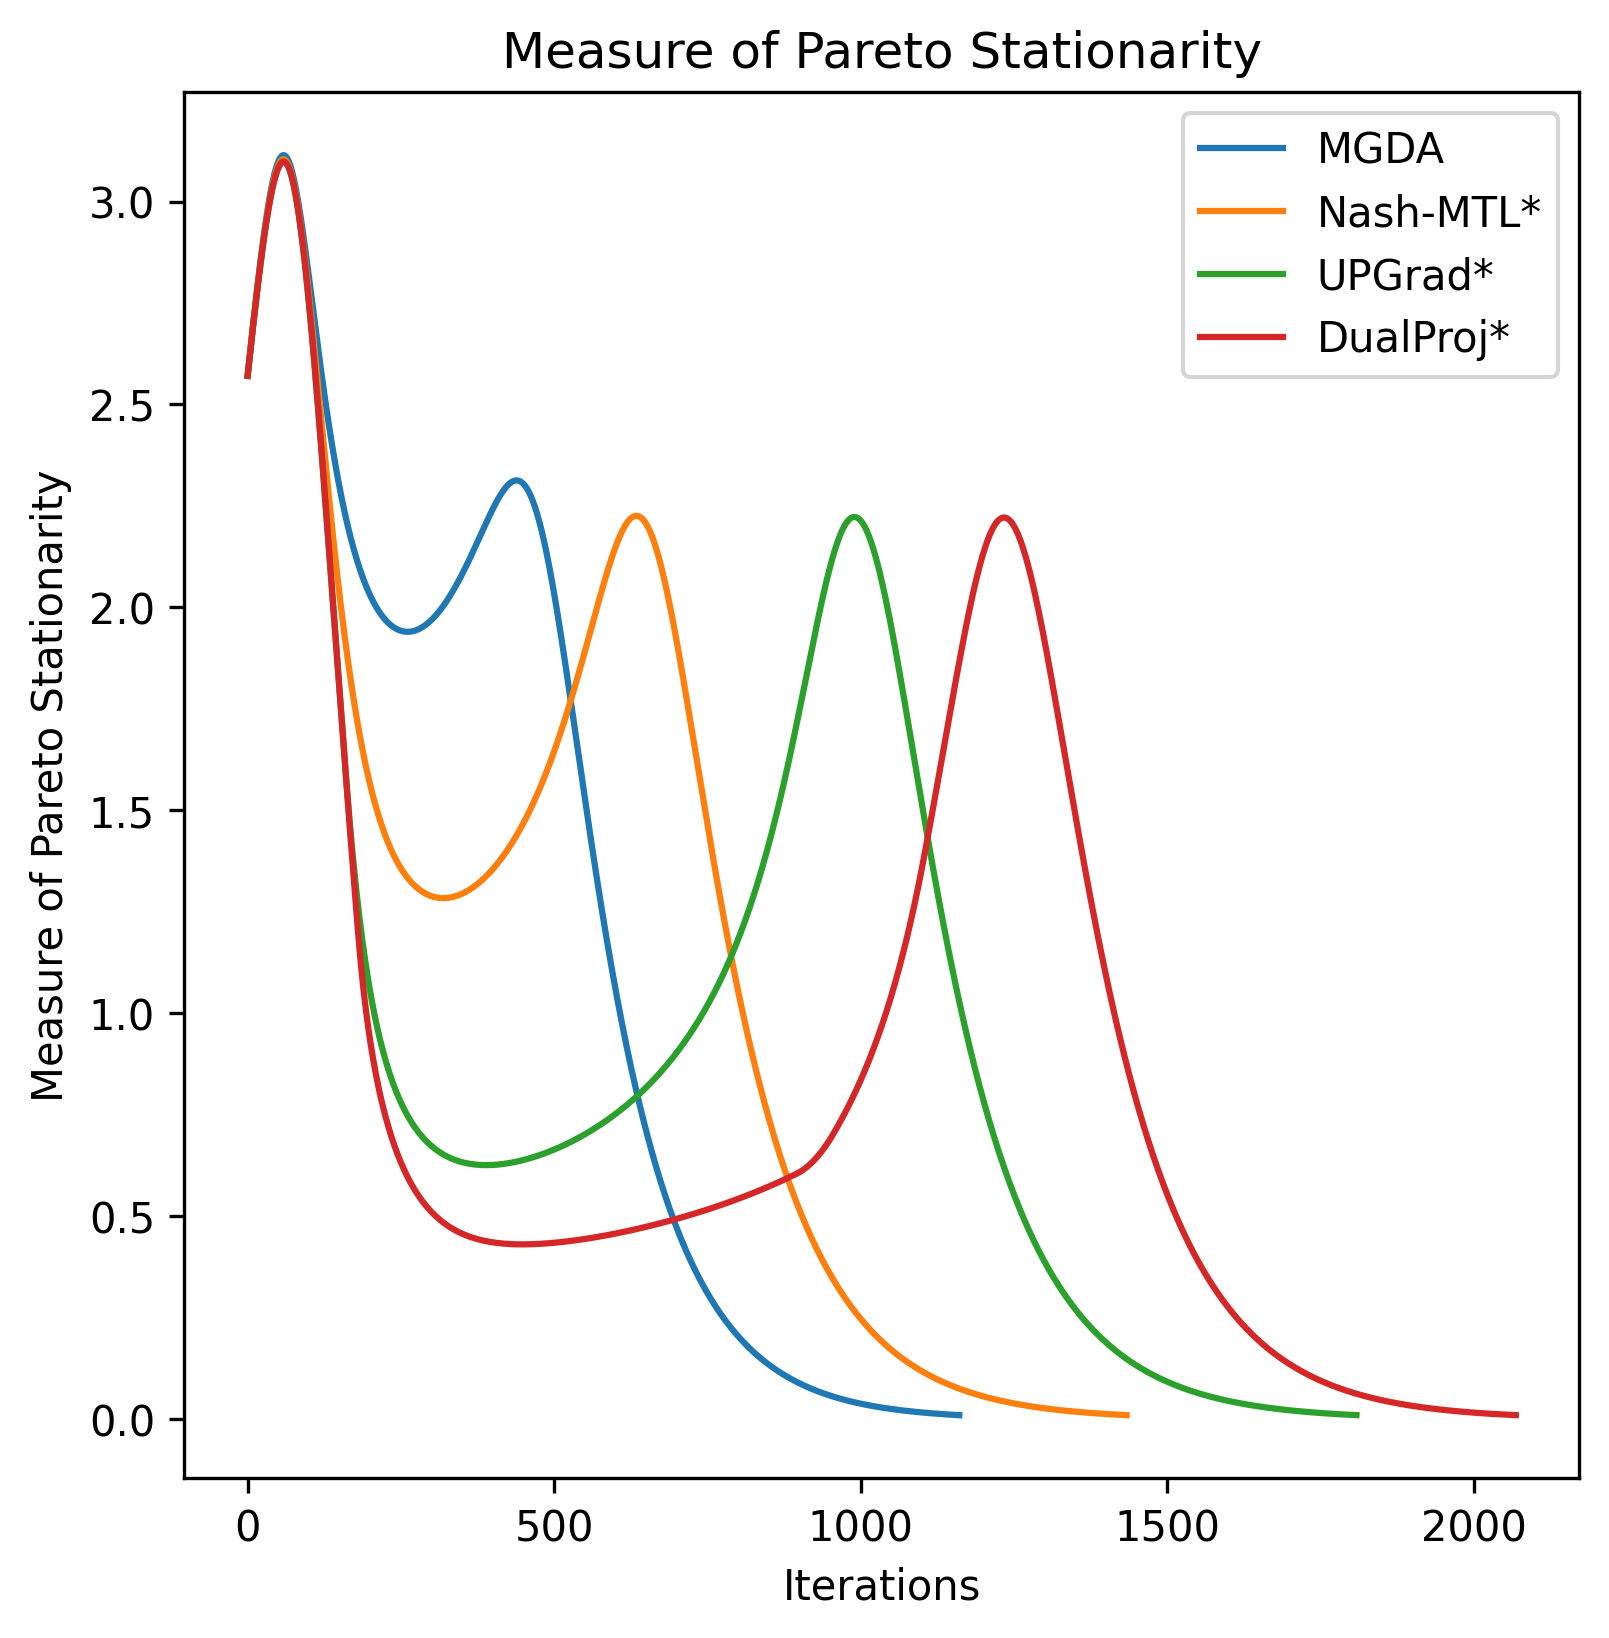 Measure of Pareto Stationarity
MGDA
Nash-MTL*
UPGrad*
DualProj*
Measure of Pareto Stationarity
3.0
2.5
2.0
1.5
1.0
0.5
0.0
0 500 1000 1500 2000
Iterations